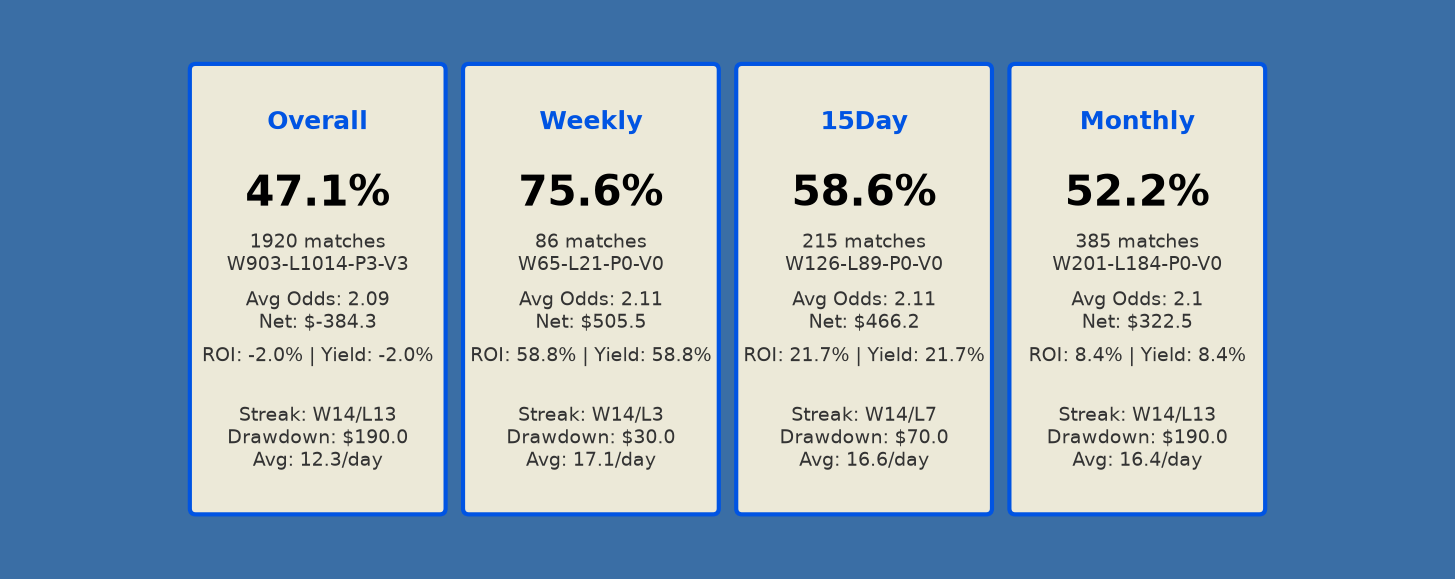 Overall
47.1%
1920 matches
W903-L1014-P3-V3
Avg Odds: 2.09
Net: $-384.3
ROI: -2.0% | Yield: -2.0%
Streak: W14/L13
Drawdown: $190.0
Avg: 12.3/day
Weekly
75.6%
86 matches
W65-L21-P0-V0
Avg Odds: 2.11
Net: $505.5
ROI: 58.8% | Yield: 58.8%
Streak: W14/L3
Drawdown: $30.0
Avg: 17.1/day
15Day
58.6%
215 matches
W126-L89-P0-V0
Avg Odds: 2.11
Net: $466.2
ROI: 21.7% | Yield: 21.7%
Streak: W14/L7
Drawdown: $70.0
Avg: 16.6/day
Monthly
52.2%
385 matches
W201-L184-P0-V0
Avg Odds: 2.1
Net: $322.5
ROI: 8.4% | Yield: 8.4%
Streak: W14/L13
Drawdown: $190.0
Avg: 16.4/day